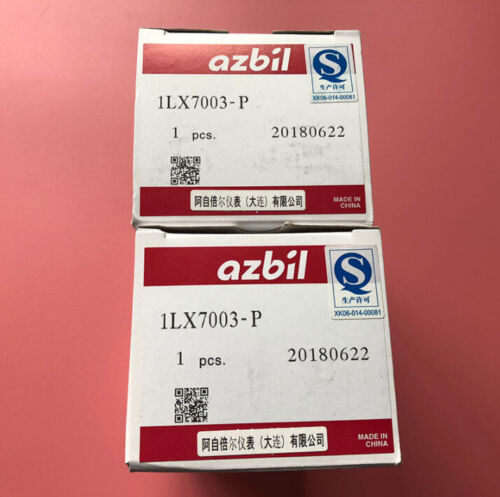 azbil
生产许可
XK06-014-00081
1LX7003-P
1 pcs. 20180622
阿自倍尔仪表（大连）有限公司
MADE IN
CHINA
azbil
生产许可
XK06-014-00081
1LX7003-P
1 pcs. 20180622
阿自倍尔仪表（大连）有限公司
MADE IN
CHINA